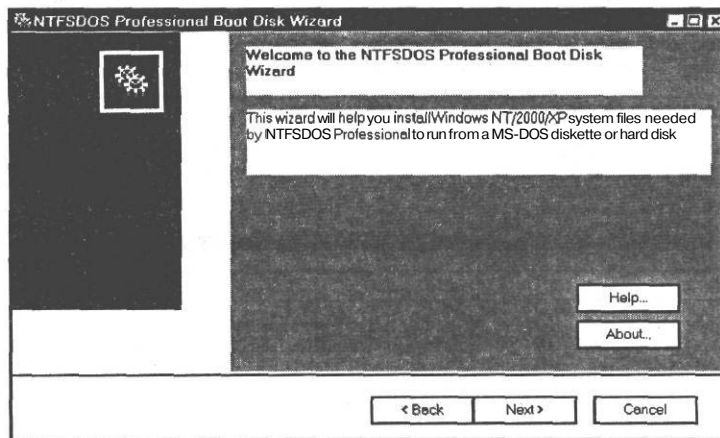 NTFSDOS Professional Boot Disk Wizard
Welcome to the NTFSDOS Professional Boot Disk
Wizard
This wizard will help you install Windows NT/2000/XP system files needed
by NTFSDOS Professional to run from a MS-DOS diskette or hard disk
Help...
About...
< Back
Next >
Cancel